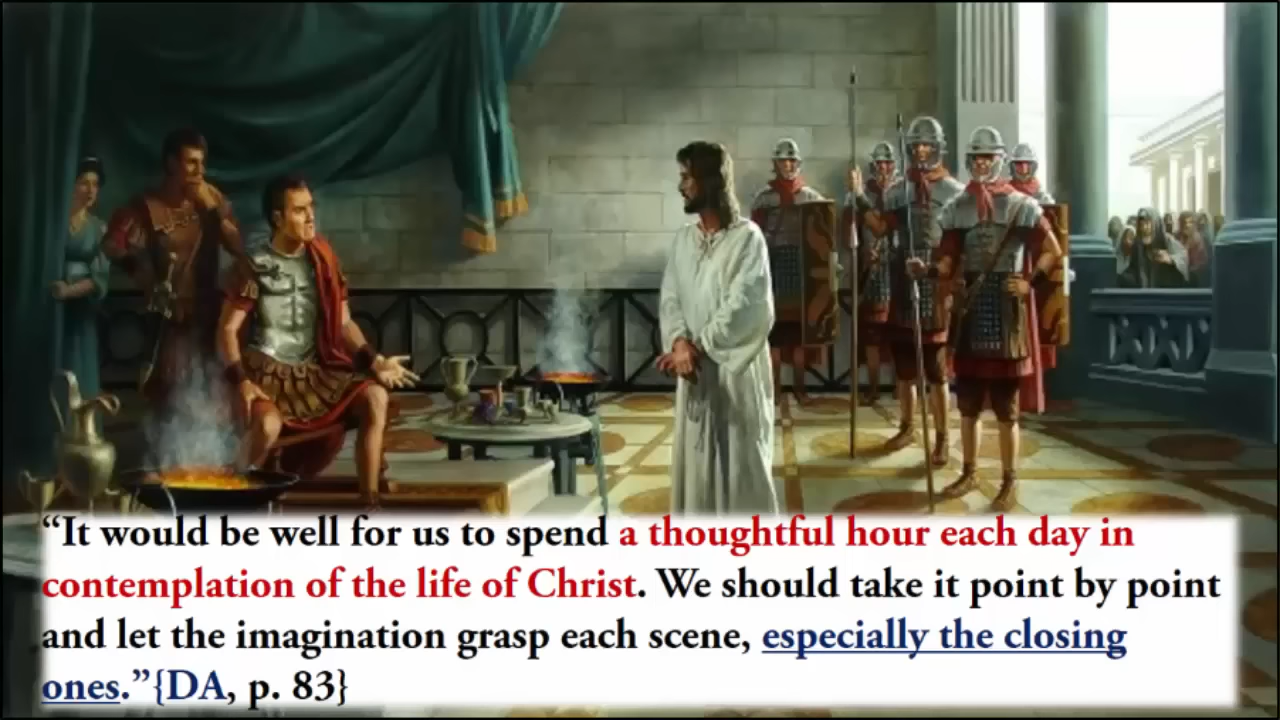 “It would be well for us to spend a thoughtful hour each day in
contemplation of the life of Christ. We should take it point by point
and let the imagination grasp each scene, especially the closing
ones.”{DA, p. 83}